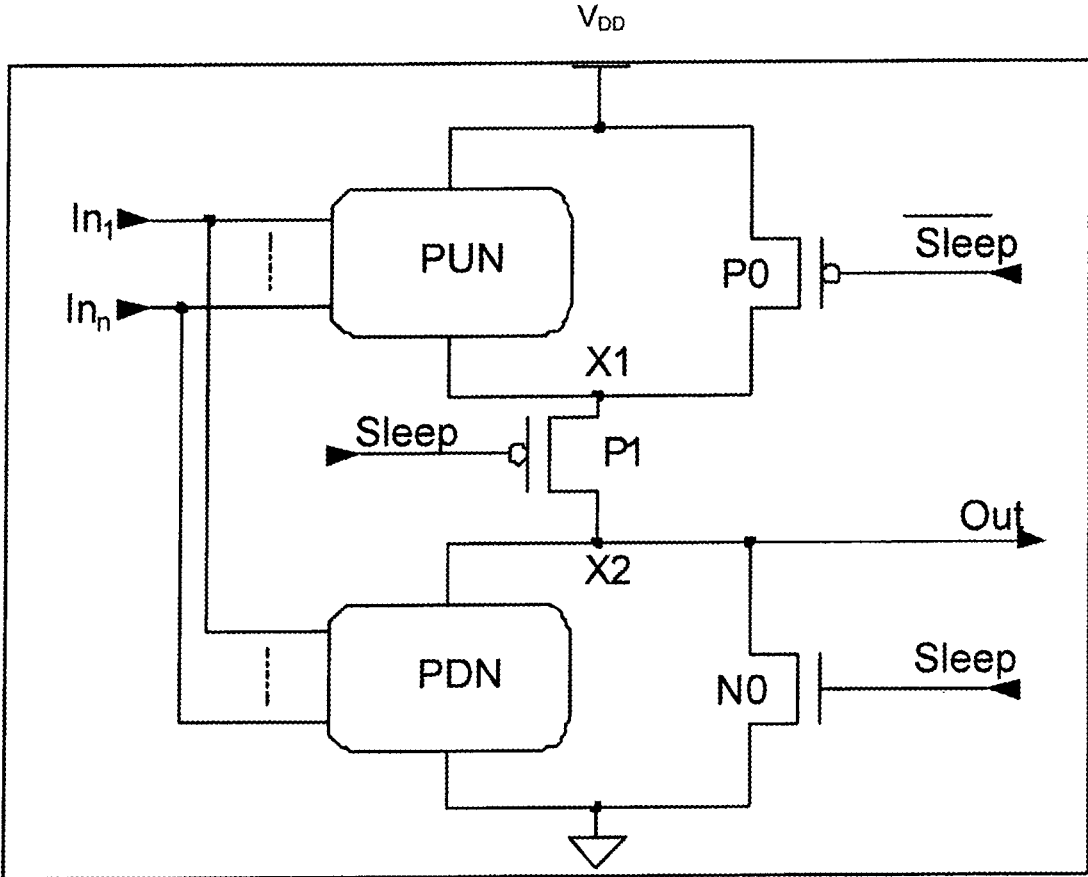 V_DD
In_1
In_n
PUN
P0
Sleep
X1
Sleep
P1
Out
X2
PDN
N0
Sleep